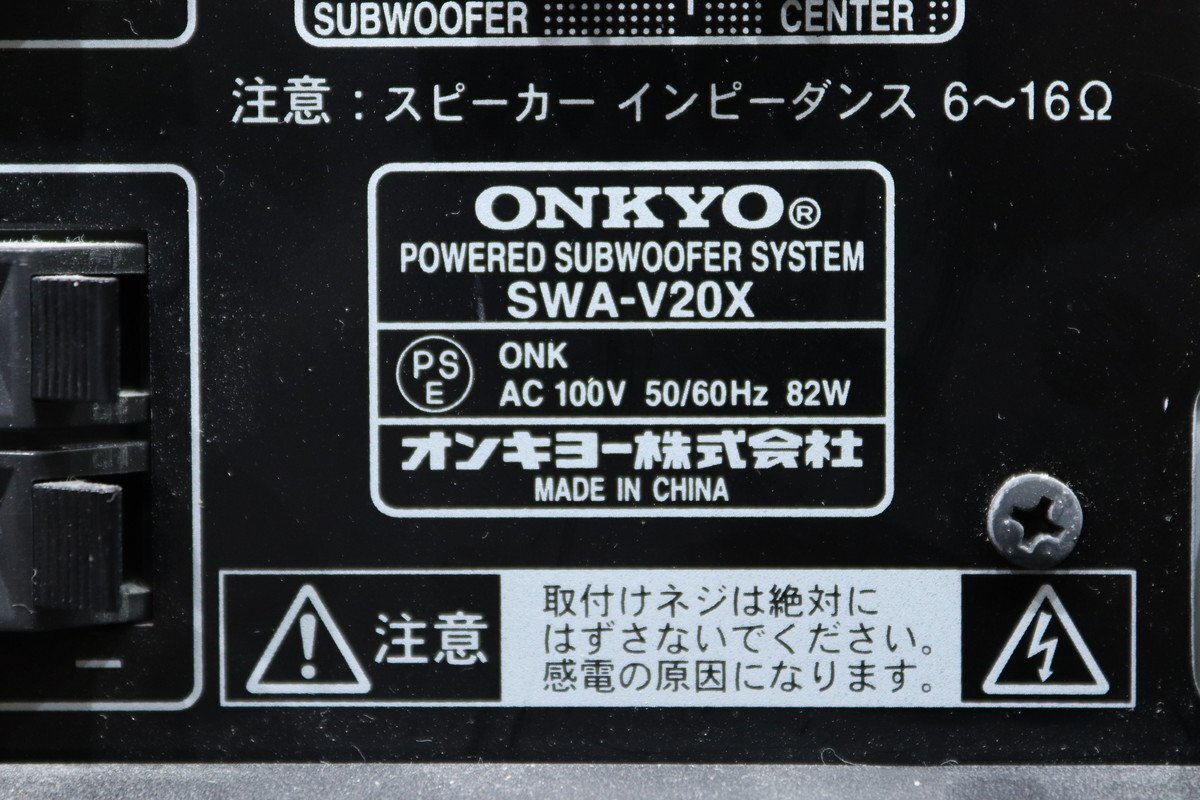 SUBWOOFER CENTER
注意：スピーカー インピーダンス 6～16Ω
ONKYO®
POWERED SUBWOOFER SYSTEM
SWA-V20X
PS
E
ONK
AC 100V 50/60Hz 82W
オンキヨー株式会社
MADE IN CHINA
注意
取付けネジは絶対に
はずさないでください。
感電の原因になります。